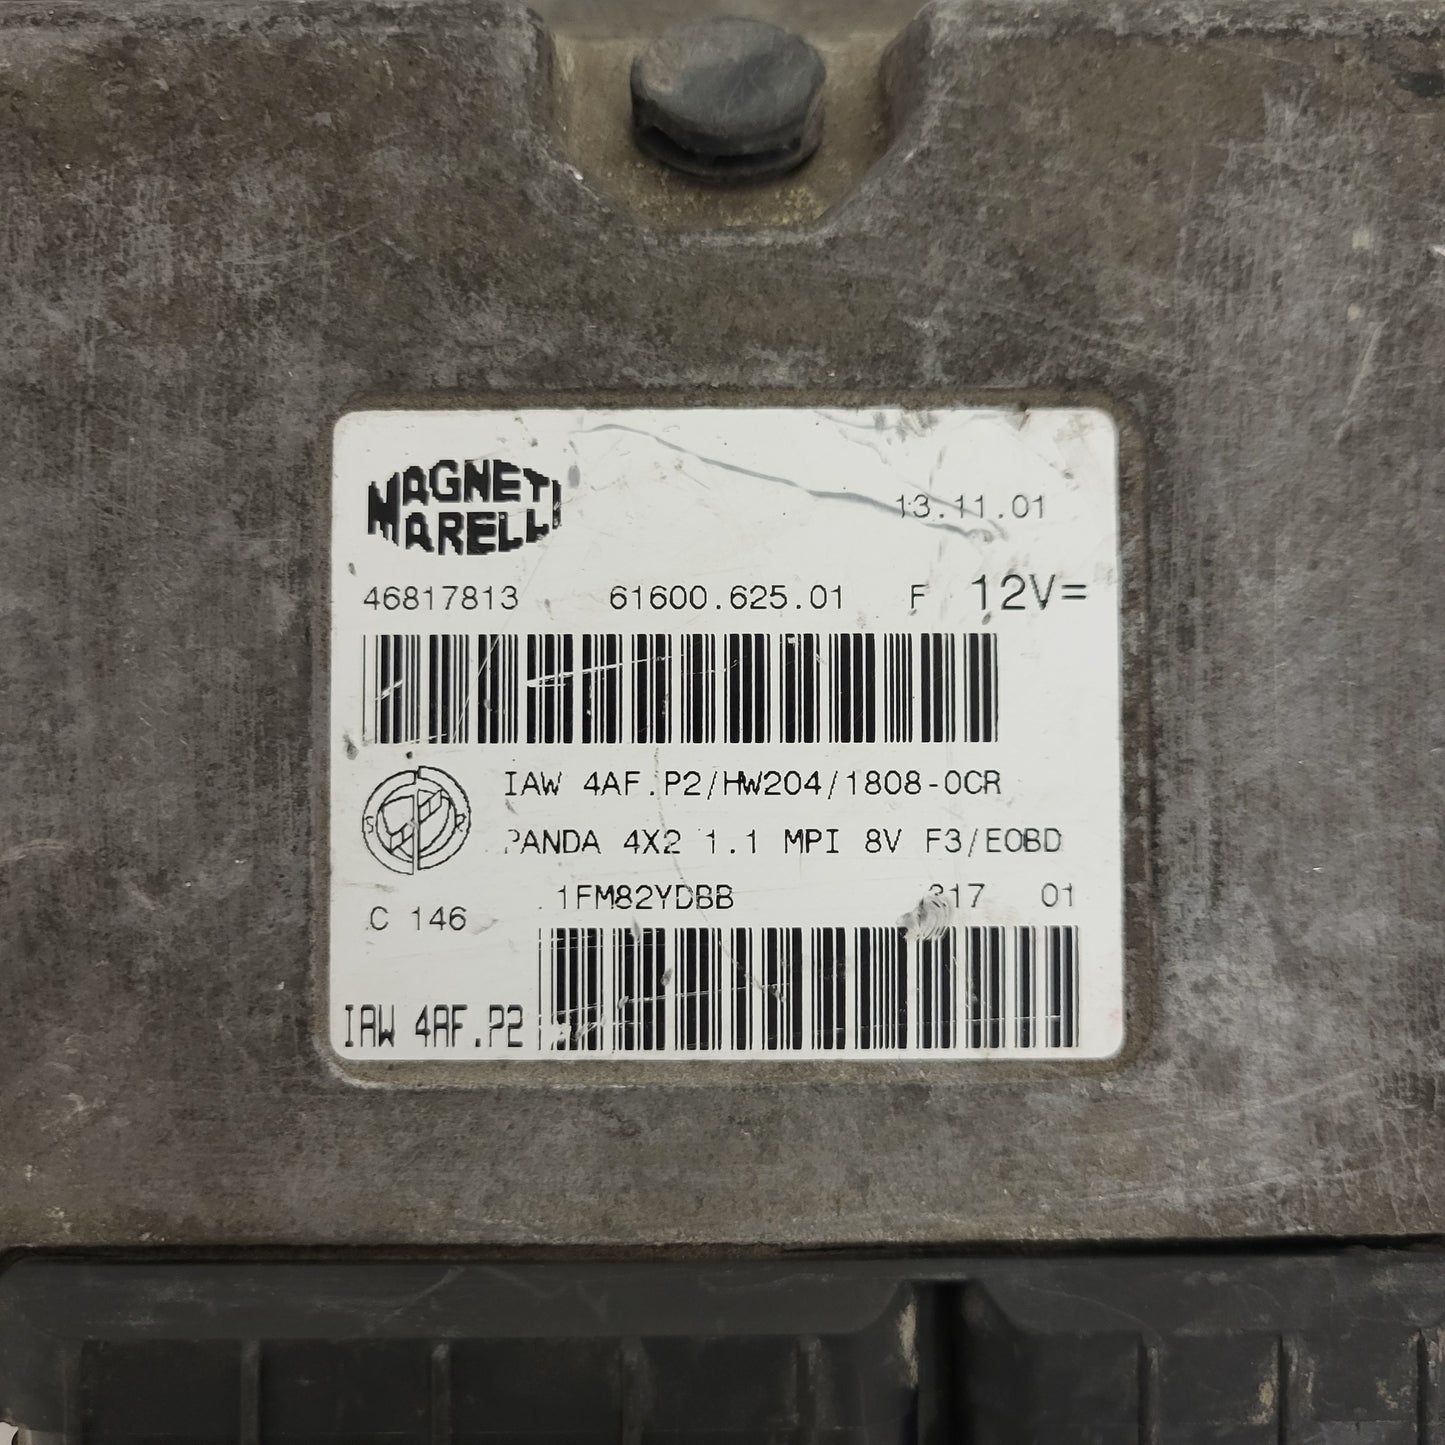 MAGNETI
MARELLI
13.11.01
46817813 61600.625.01 F 12V=
IAW 4AF.P2/HW204/1808-0CR
PANDA 4X2 1.1 MPI 8V F3/EOBD
1FM82YDBB 317 01
C 146
IAW 4AF.P2